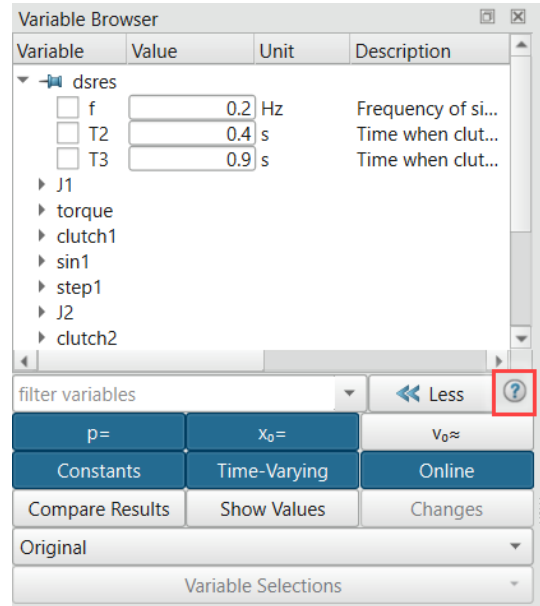 Variable Browser
Variable Value Unit Description
dsres
f 0.2 Hz Frequency of si...
T2 0.4 s Time when clut...
T3 0.9 s Time when clut...
J1
torque
clutch1
sin1
step1
J2
clutch2
filter variables Less ?
p= x₀= v₀≈
Constants Time-Varying Online
Compare Results Show Values Changes
Original
Variable Selections